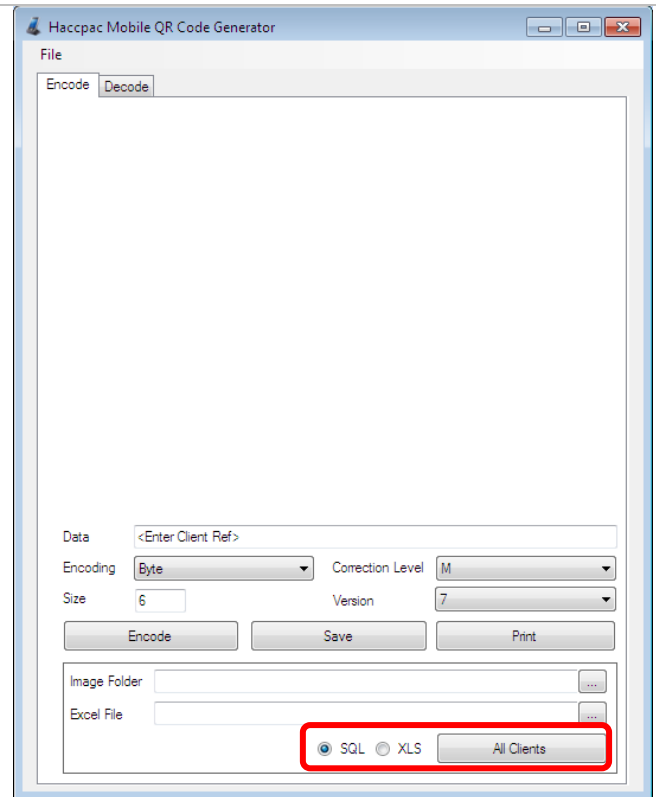 Haccpac Mobile QR Code Generator
File
Encode Decode
Data <Enter Client Ref>
Encoding Byte Correction Level M
Size 6 Version 7
Encode Save Print
Image Folder ...
Excel File ...
SQL XLS All Clients